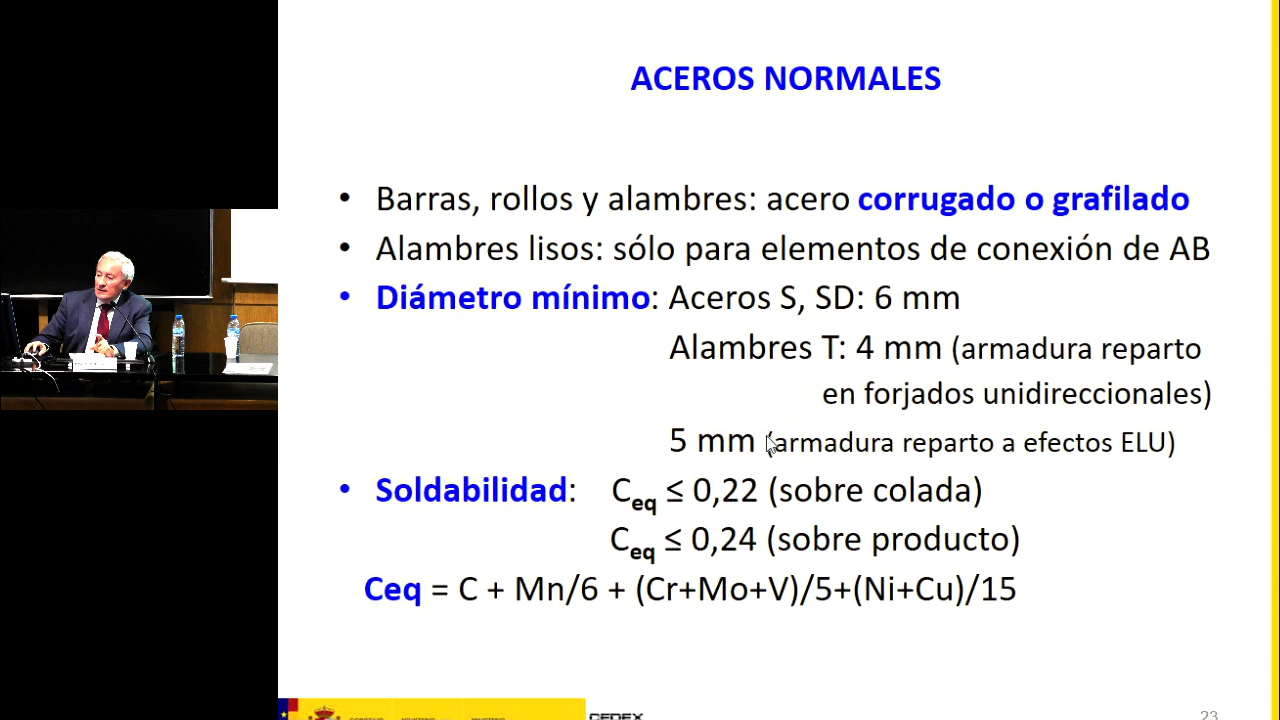 ACEROS NORMALES
• Barras, rollos y alambres: acero corrugado o grafilado
• Alambres lisos: sólo para elementos de conexión de AB
• Diámetro mínimo: Aceros S, SD: 6 mm
Alambres T: 4 mm (armadura reparto
en forjados unidireccionales)
5 mm (armadura reparto a efectos ELU)
• Soldabilidad: Ceq ≤ 0,22 (sobre colada)
Ceq ≤ 0,24 (sobre producto)
Ceq = C + Mn/6 + (Cr+Mo+V)/5+(Ni+Cu)/15
CEDEX
23